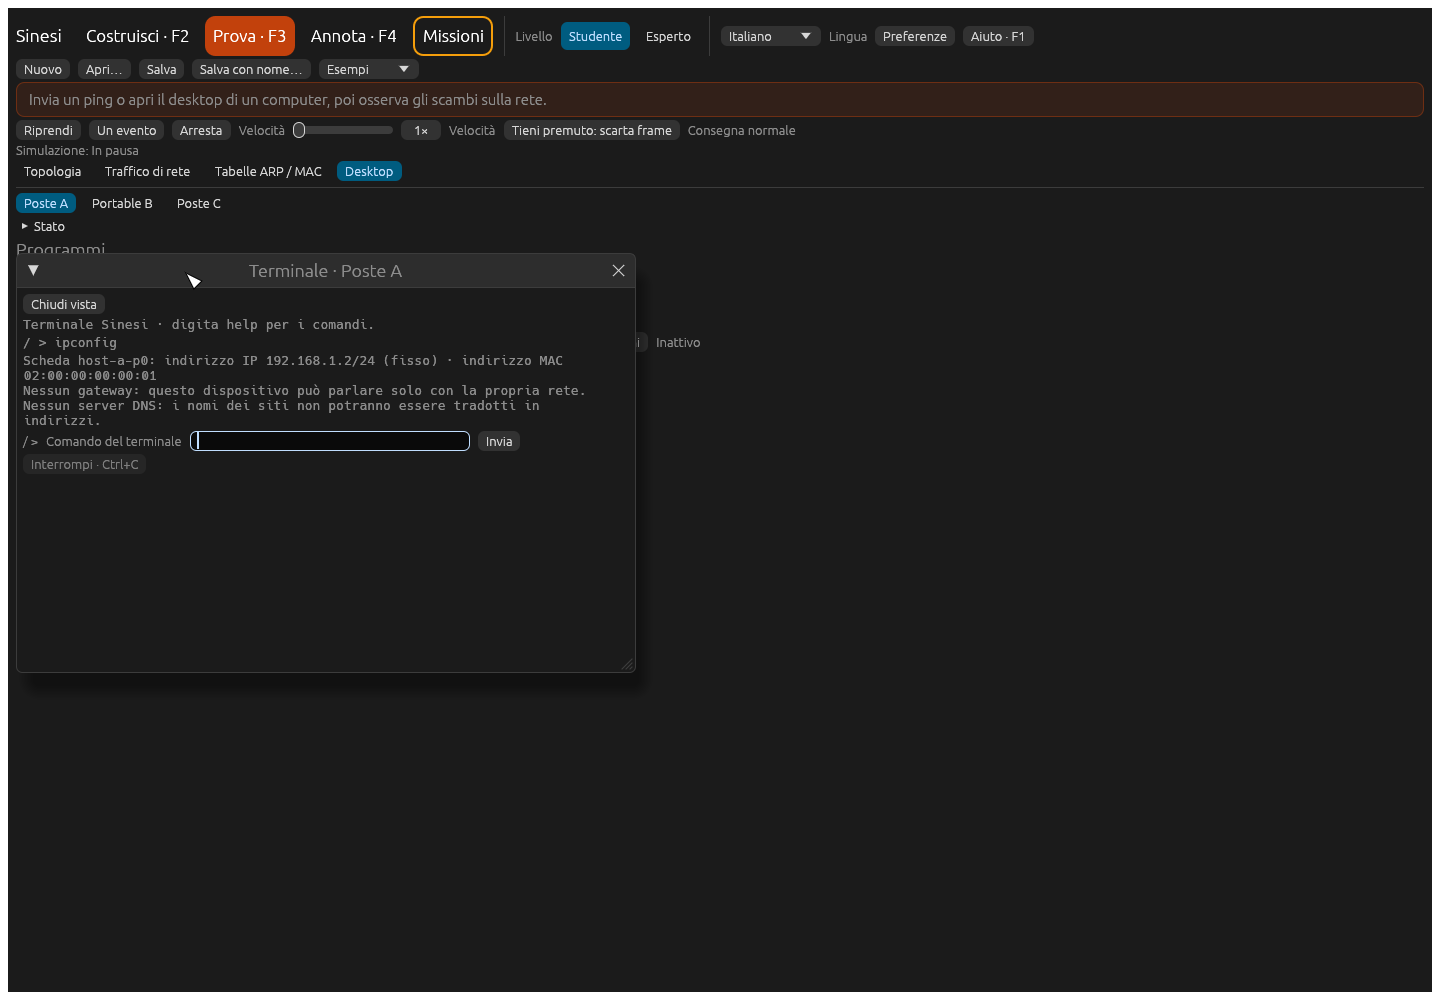 Sinesi Costruisci · F2 Prova · F3 Annota · F4 Missioni Livello Studente Esperto Italiano Lingua Preferenze Aiuto · F1
Nuovo Apri... Salva Salva con nome... Esempi
Invia un ping o apri il desktop di un computer, poi osserva gli scambi sulla rete.
Riprendi Un evento Arresta Velocità 1× Velocità Tieni premuto: scarta frame Consegna normale
Simulazione: In pausa
Topologia Traffico di rete Tabelle ARP / MAC Desktop
Poste A Portable B Poste C
Stato
Programmi
Terminale · Poste A
Chiudi vista
Terminale Sinesi · digita help per i comandi.
/ > ipconfig
i Inattivo
Scheda host-a-p0: indirizzo IP 192.168.1.2/24 (fisso) · indirizzo MAC
02:00:00:00:00:01
Nessun gateway: questo dispositivo può parlare solo con la propria rete.
Nessun server DNS: i nomi dei siti non potranno essere tradotti in
indirizzi.
/ > Comando del terminale Invia
Interrompi · Ctrl+C